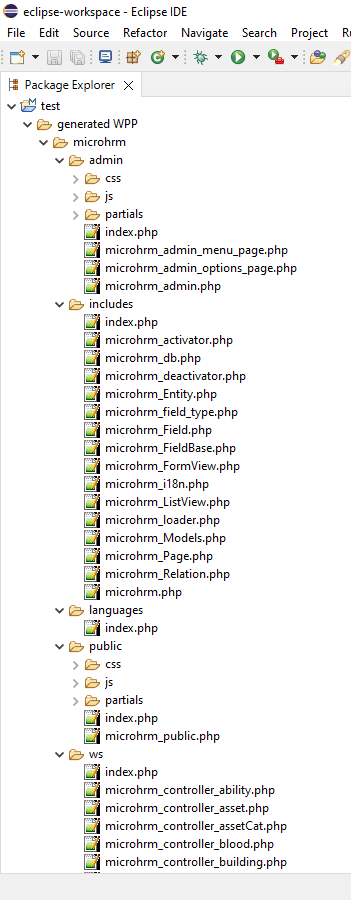 eclipse-workspace - Eclipse IDE
File Edit Source Refactor Navigate Search Project
Package Explorer
test
generated WPP
microhrm
admin
css
js
partials
index.php
microhrm_admin_menu_page.php
microhrm_admin_options_page.php
microhrm_admin.php
includes
index.php
microhrm_activator.php
microhrm_db.php
microhrm_deactivator.php
microhrm_Entity.php
microhrm_field_type.php
microhrm_Field.php
microhrm_FieldBase.php
microhrm_FormView.php
microhrm_i18n.php
microhrm_ListView.php
microhrm_loader.php
microhrm_Models.php
microhrm_Page.php
microhrm_Relation.php
microhrm.php
languages
index.php
public
css
js
partials
index.php
microhrm_public.php
ws
index.php
microhrm_controller_ability.php
microhrm_controller_asset.php
microhrm_controller_assetCat.php
microhrm_controller_blood.php
microhrm_controller_building.php